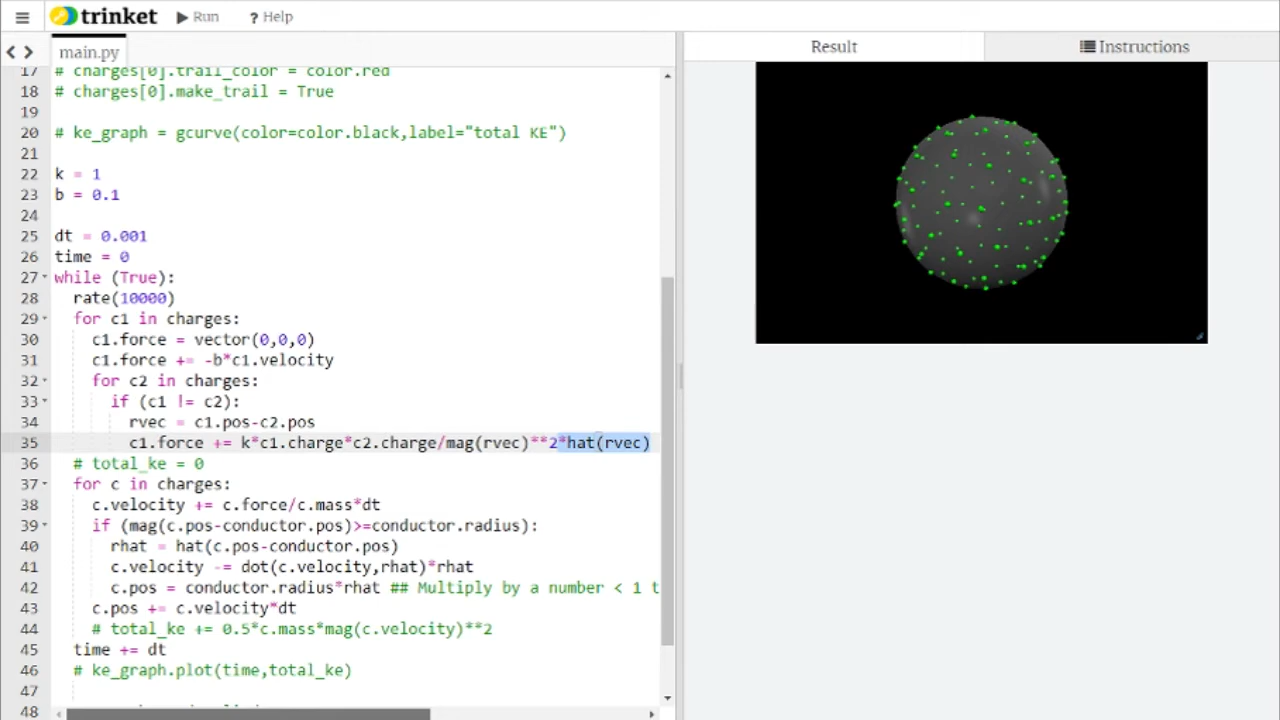 trinket
Run
? Help
main.py
Result
Instructions
17 # charges[0].trail_color = color.red
18 # charges[0].make_trail = True
19
20 # ke_graph = gcurve(color=color.black,label="total KE")
21
22 k = 1
23 b = 0.1
24
25 dt = 0.001
26 time = 0
27 while (True):
28 rate(10000)
29 for c1 in charges:
30 c1.force = vector(0,0,0)
31 c1.force += -b*c1.velocity
32 for c2 in charges:
33 if (c1 != c2):
34 rvec = c1.pos-c2.pos
35 c1.force += k*c1.charge*c2.charge/mag(rvec)**2*hat(rvec)
36 # total_ke = 0
37 for c in charges:
38 c.velocity += c.force/c.mass*dt
39 if (mag(c.pos-conductor.pos)>=conductor.radius):
40 rhat = hat(c.pos-conductor.pos)
41 c.velocity -= dot(c.velocity,rhat)*rhat
42 c.pos = conductor.radius*rhat ## Multiply by a number < 1 t
43 c.pos += c.velocity*dt
44 # total_ke += 0.5*c.mass*mag(c.velocity)**2
45 time += dt
46 # ke_graph.plot(time,total_ke)
47
48